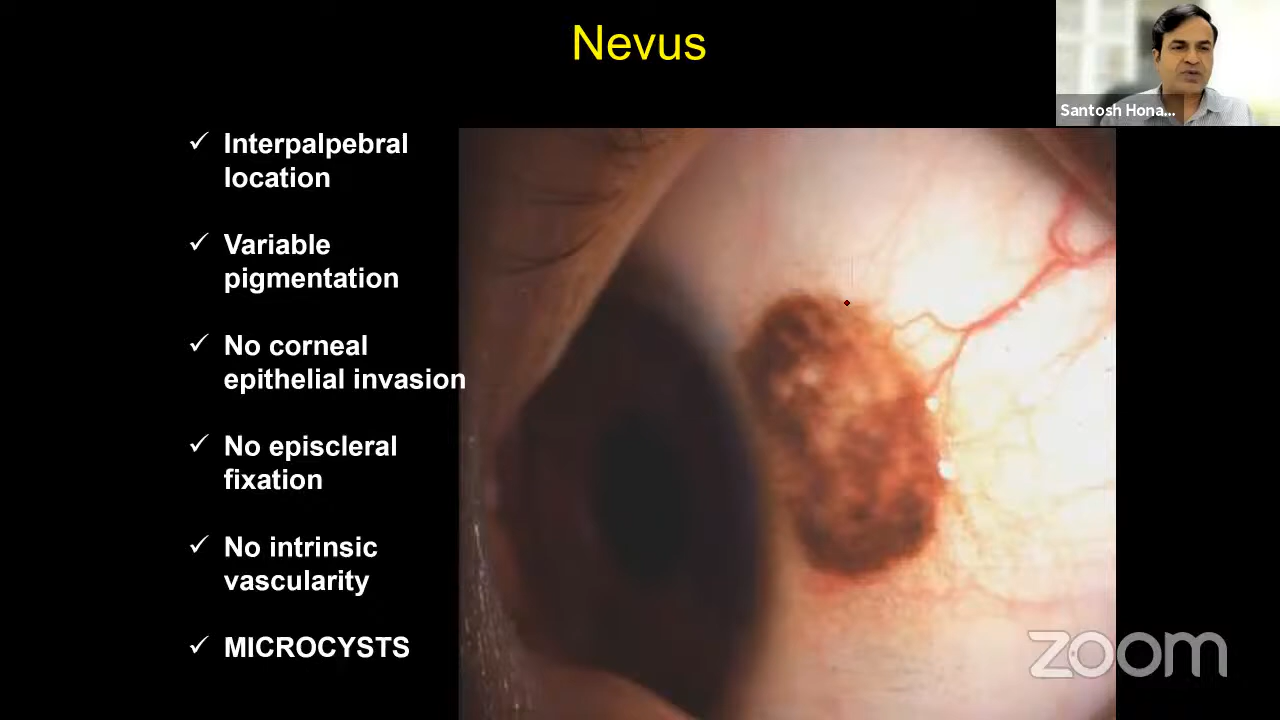 Nevus
Santosh Hona...
✓ Interpalpebral
location
✓ Variable
pigmentation
✓ No corneal
epithelial invasion
✓ No episcleral
fixation
✓ No intrinsic
vascularity
✓ MICROCYSTS
zoom